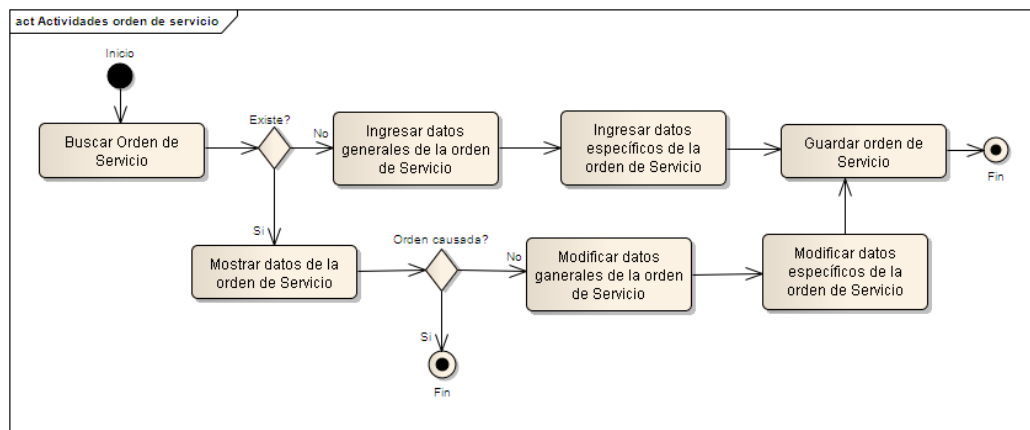 act Actividades orden de servicio
Inicio
Buscar Orden de
Servicio
Existe?
No
Ingresar datos
generales de la orden
de Servicio
Ingresar datos
específicos de la
orden de Servicio
Guardar orden de
Servicio
Fin
Si
Mostrar datos de la
orden de Servicio
Orden causada?
No
Modificar datos
ganerales de la orden
de Servicio
Modificar datos
específicos de la
orden de Servicio
Si
Fin